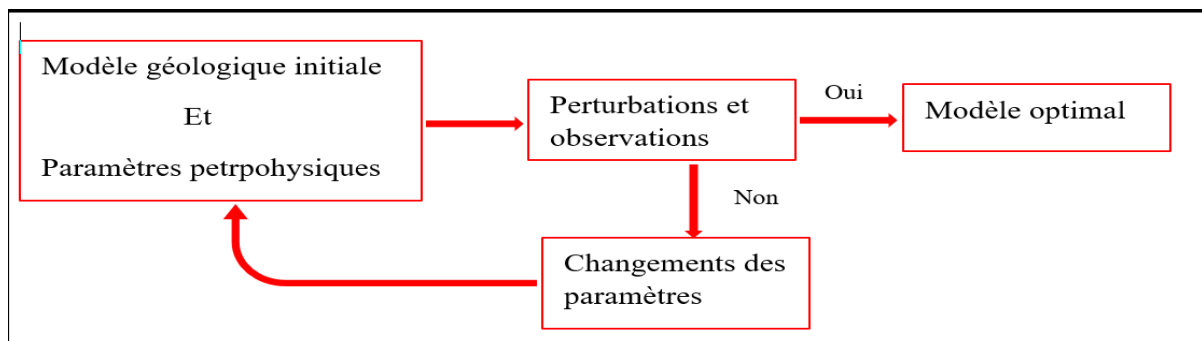 Modèle géologique initiale
Et
Paramètres petrpohysiques
Perturbations et
observations
Oui
Modèle optimal
Non
Changements des
paramètres